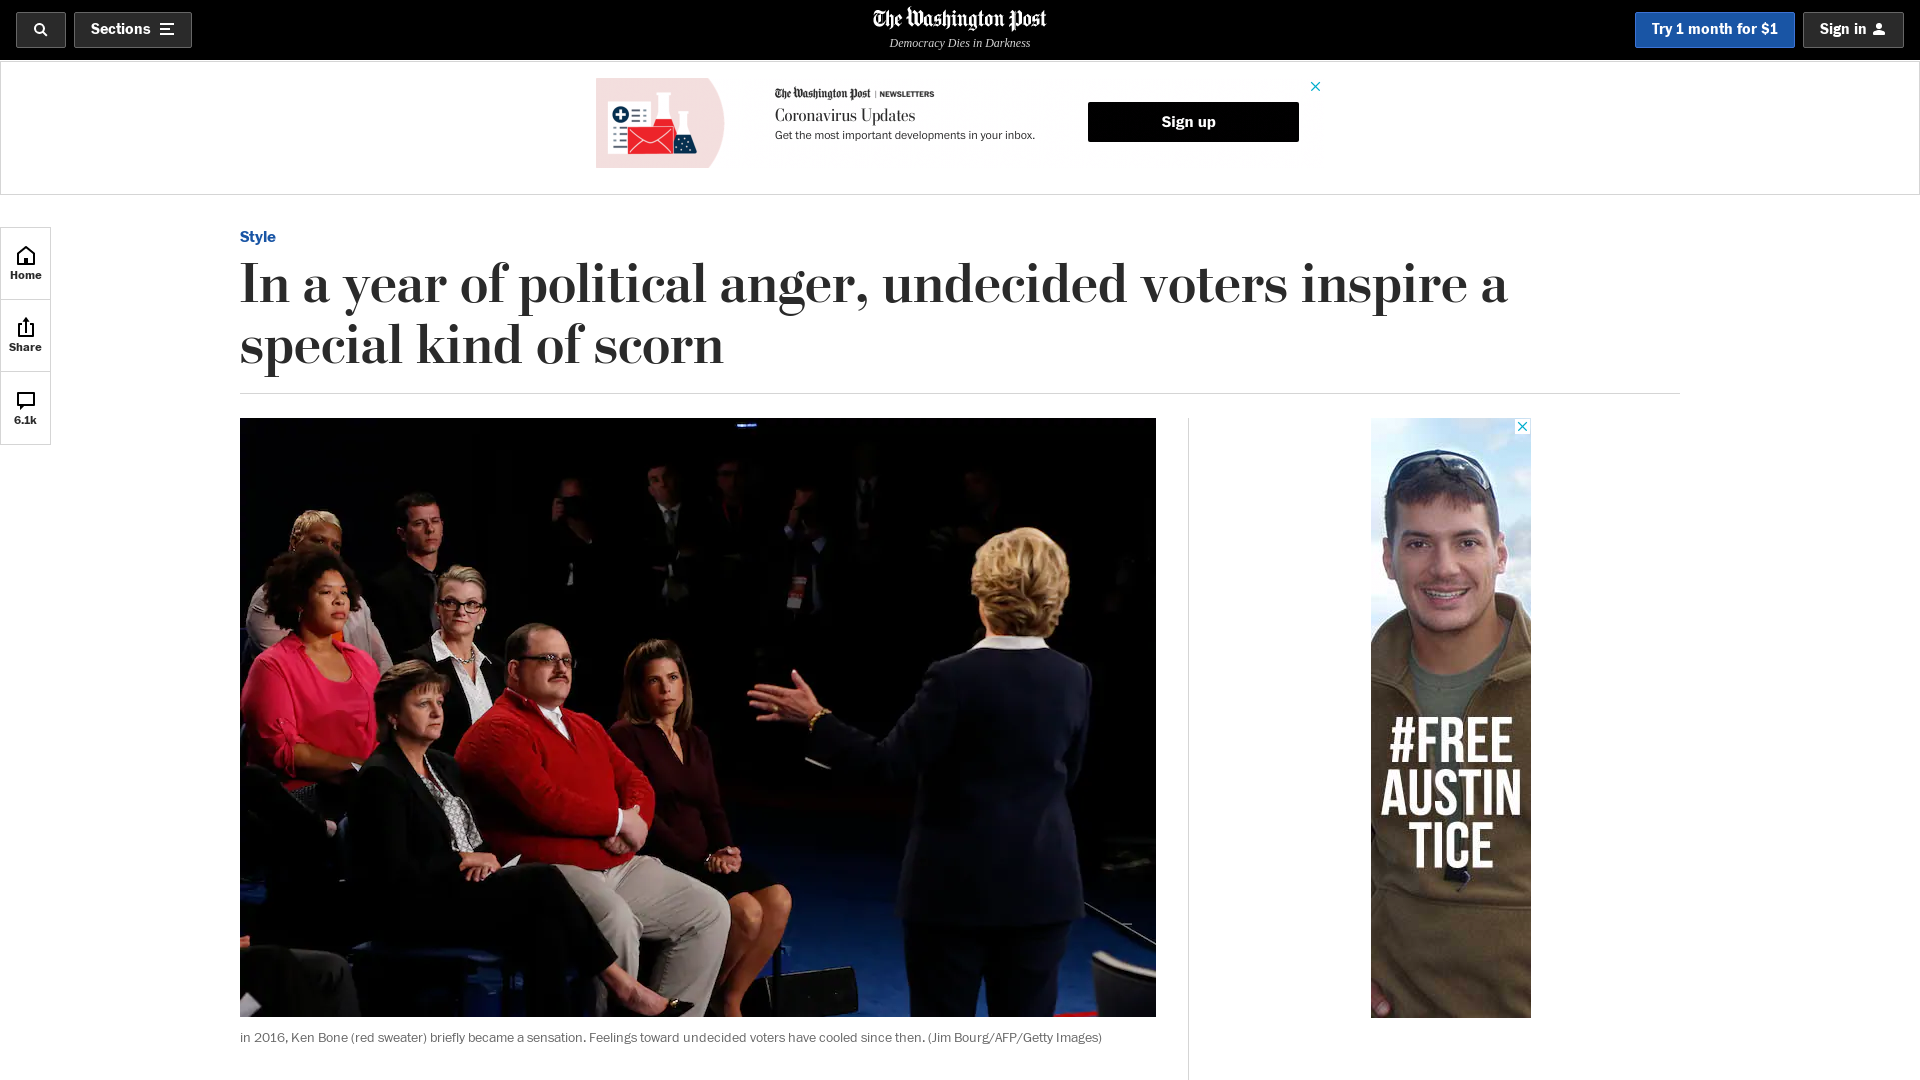 Sections
The Washington Post
Democracy Dies in Darkness
Try 1 month for $1
Sign in
The Washington Post | NEWSLETTERS
Coronavirus Updates
Get the most important developments in your inbox.
Sign up
Home
Share
6.1k
Style
In a year of political anger, undecided voters inspire a
special kind of scorn
#FREE
AUSTIN
TICE
in 2016, Ken Bone (red sweater) briefly became a sensation. Feelings toward undecided voters have cooled since then. (Jim Bourg/AFP/Getty Images)